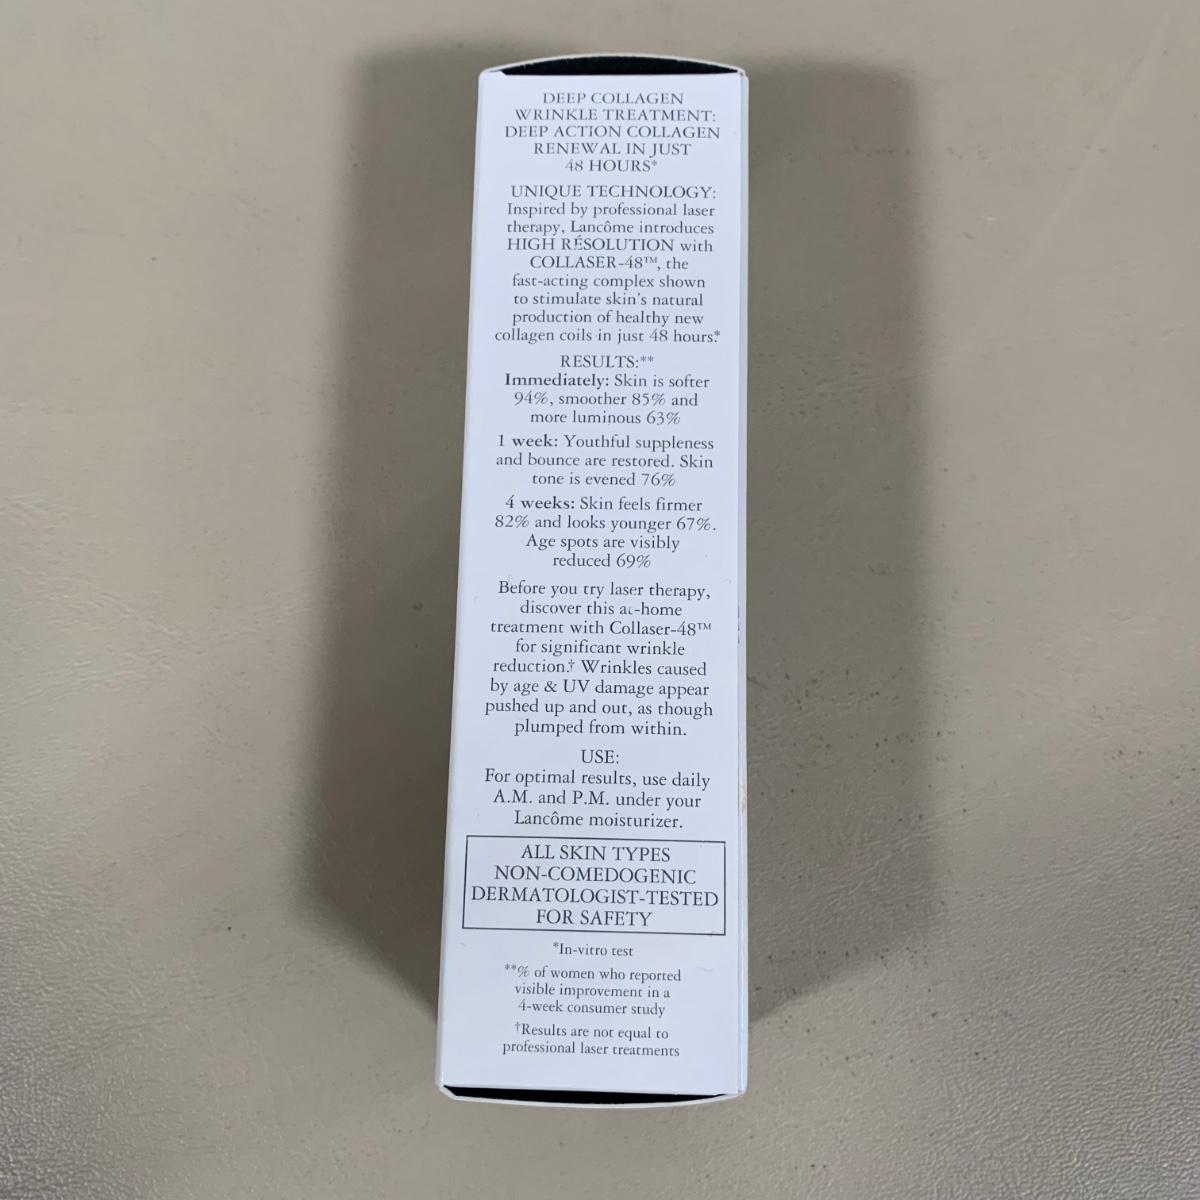 DEEP COLLAGEN
WRINKLE TREATMENT:
DEEP ACTION COLLAGEN
RENEWAL IN JUST
48 HOURS*
UNIQUE TECHNOLOGY:
Inspired by professional laser
therapy, Lancôme introduces
HIGH RÉSOLUTION with
COLLASER-48™, the
fast-acting complex shown
to stimulate skin's natural
production of healthy new
collagen coils in just 48 hours.*
RESULTS:**
Immediately: Skin is softer
94%, smoother 85% and
more luminous 63%
1 week: Youthful suppleness
and bounce are restored. Skin
tone is evened 76%
4 weeks: Skin feels firmer
82% and looks younger 67%.
Age spots are visibly
reduced 69%
Before you try laser therapy,
discover this at-home
treatment with Collaser-48™
for significant wrinkle
reduction.† Wrinkles caused
by age & UV damage appear
pushed up and out, as though
plumped from within.
USE:
For optimal results, use daily
A.M. and P.M. under your
Lancôme moisturizer.
ALL SKIN TYPES
NON-COMEDOGENIC
DERMATOLOGIST-TESTED
FOR SAFETY
*In-vitro test
**% of women who reported
visible improvement in a
4-week consumer study
†Results are not equal to
professional laser treatments